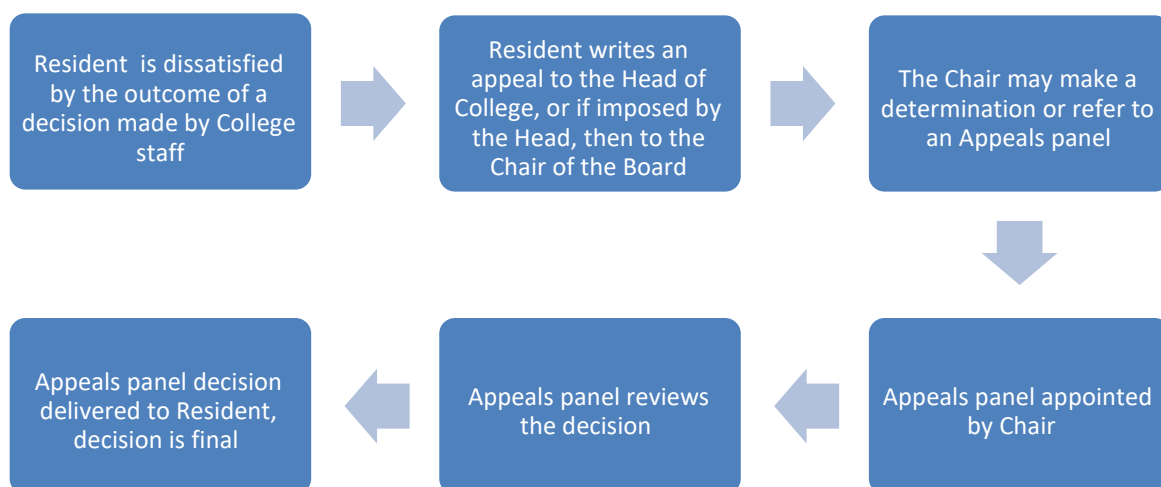 Resident  is dissatisfied
by the outcome of a
decision made by College
staff
Resident writes an
appeal to the Head of
College, or if imposed by
the Head, then to the
Chair of the Board
The Chair may make a
determination or refer to
an Appeals panel
Appeals panel appointed
by Chair
Appeals panel reviews
the decision
Appeals panel decision
delivered to Resident,
decision is final